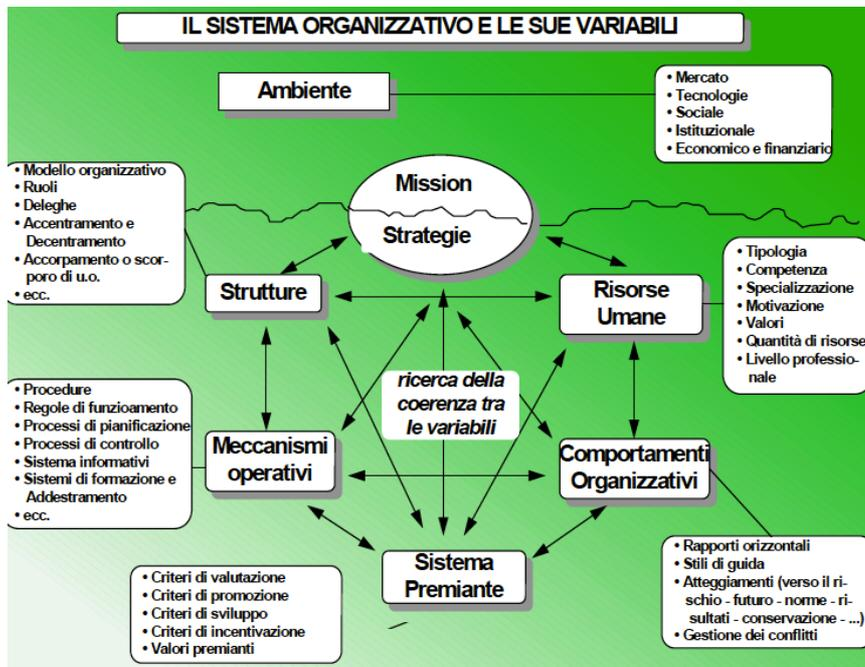 IL SISTEMA ORGANIZZATIVO E LE SUE VARIABILI
Ambiente
• Mercato
• Tecnologie
• Sociale
• Istituzionale
• Economico e finanziario
• Modello organizzativo
• Ruoli
• Deleghe
• Accentramento e
Decentramento
• Accorpamento o scor-
poro di u.o.
• ecc.
Mission
Strategie
Strutture
Risorse
Umane
• Tipologia
• Competenza
• Specializzazione
• Motivazione
• Valori
• Quantità di risorse
• Livello professio-
nale
ricerca della
coerenza tra
le variabili
• Procedure
• Regole di funzioamento
• Processi di pianificazione
• Processi di controllo
• Sistema informativi
• Sistemi di formazione e
Addestramento
• ecc.
Meccanismi
operativi
Comportamenti
Organizzativi
Sistema
Premiante
• Criteri di valutazione
• Criteri di promozione
• Criteri di sviluppo
• Criteri di incentivazione
• Valori premianti
• Rapporti orizzontali
• Stili di guida
• Atteggiamenti (verso il ri-
schio - futuro - norme - ri-
sultati - conservazione - ...)
• Gestione dei conflitti